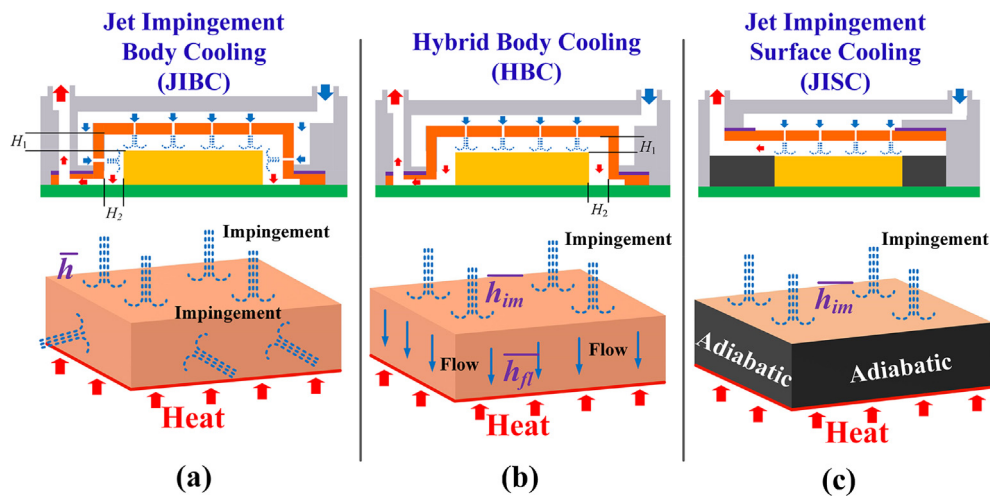 Jet Impingement
Body Cooling
(JIBC)
H1
H2
Impingement
h
Impingement
Heat
(a)
Hybrid Body Cooling
(HBC)
H1
H2
Impingement
him
Flow
Flow
hfl
Heat
(b)
Jet Impingement
Surface Cooling
(JISC)
Impingement
him
Adiabatic
Adiabatic
Heat
(c)